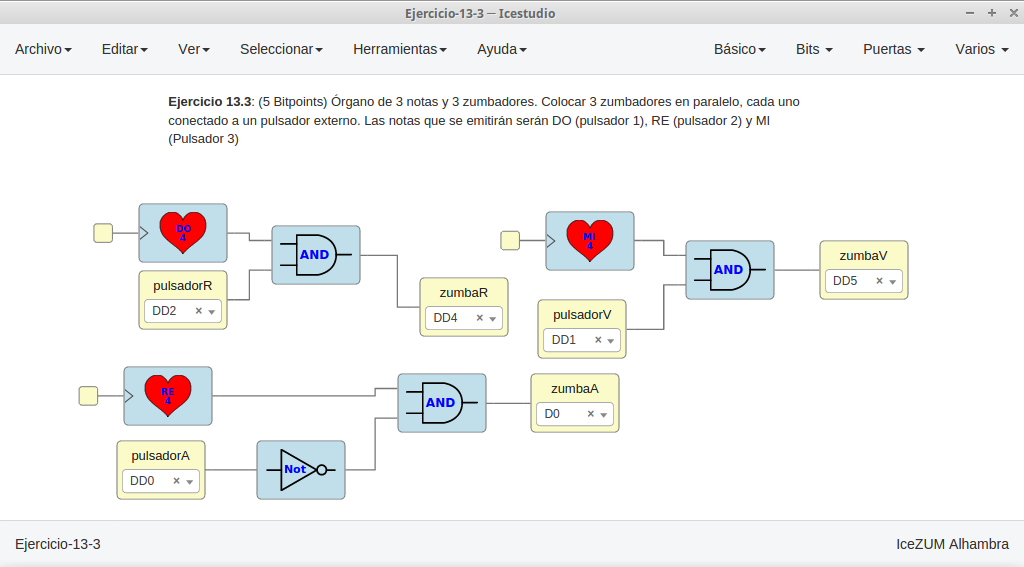 Ejercicio-13-3 — Icestudio
Archivo Editar Ver Seleccionar Herramientas Ayuda Básico Bits Puertas Varios
Ejercicio 13.3: (5 Bitpoints) Órgano de 3 notas y 3 zumbadores. Colocar 3 zumbadores en paralelo, cada uno
conectado a un pulsador externo. Las notas que se emitirán serán DO (pulsador 1), RE (pulsador 2) y MI
(Pulsador 3)
DO
4
AND
pulsadorR
DD2
zumbaR
DD4
MI
4
AND
zumbaV
DD5
pulsadorV
DD1
RE
4
AND
zumbaA
D0
pulsadorA
DD0
Not
Ejercicio-13-3
IceZUM Alhambra